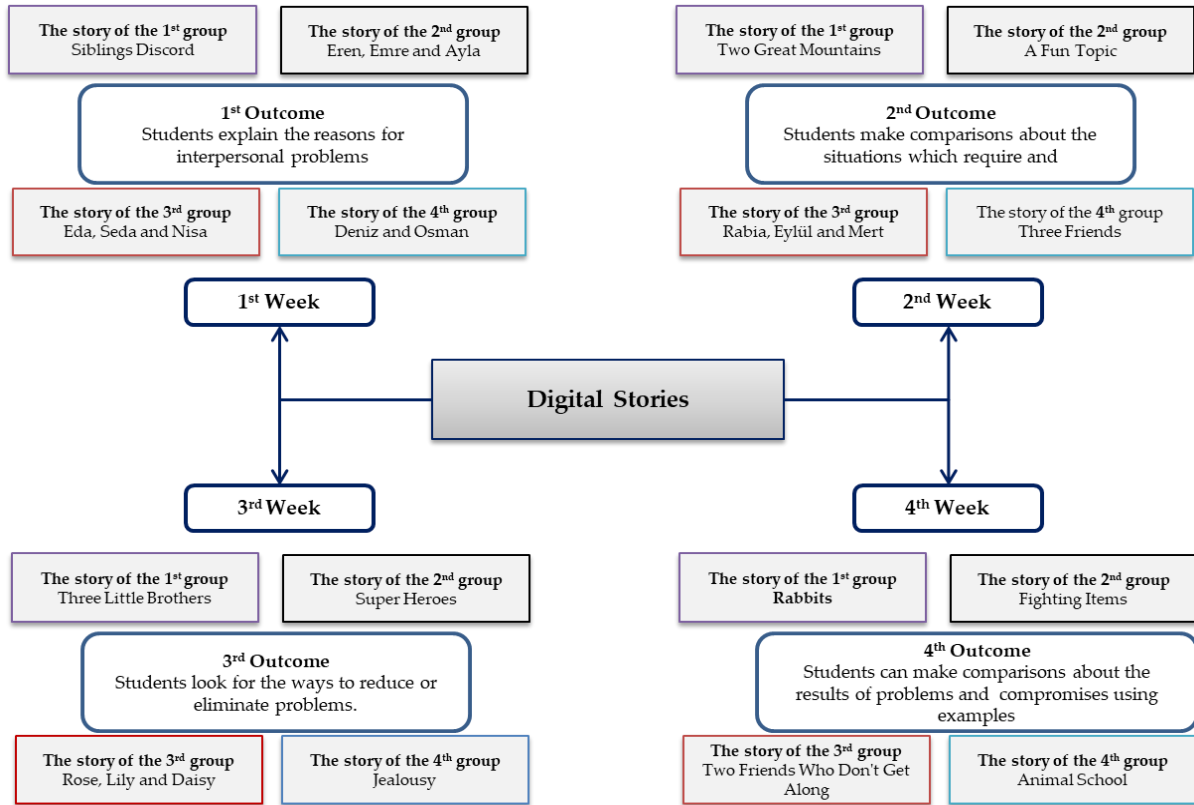 The story of the 1st group
Siblings Discord
The story of the 2nd group
Eren, Emre and Ayla
1st Outcome
Students explain the reasons for
interpersonal problems
The story of the 3rd group
Eda, Seda and Nisa
The story of the 4th group
Deniz and Osman
1st Week
The story of the 1st group
Two Great Mountains
The story of the 2nd group
A Fun Topic
2nd Outcome
Students make comparisons about the
situations which require and
The story of the 3rd group
Rabia, Eylül and Mert
The story of the 4th group
Three Friends
2nd Week
Digital Stories
3rd Week
The story of the 1st group
Three Little Brothers
The story of the 2nd group
Super Heroes
3rd Outcome
Students look for the ways to reduce or
eliminate problems.
The story of the 3rd group
Rose, Lily and Daisy
The story of the 4th group
Jealousy
4th Week
The story of the 1st group
Rabbits
The story of the 2nd group
Fighting Items
4th Outcome
Students can make comparisons about the
results of problems and compromises using
examples
The story of the 3rd group
Two Friends Who Don't Get
Along
The story of the 4th group
Animal School